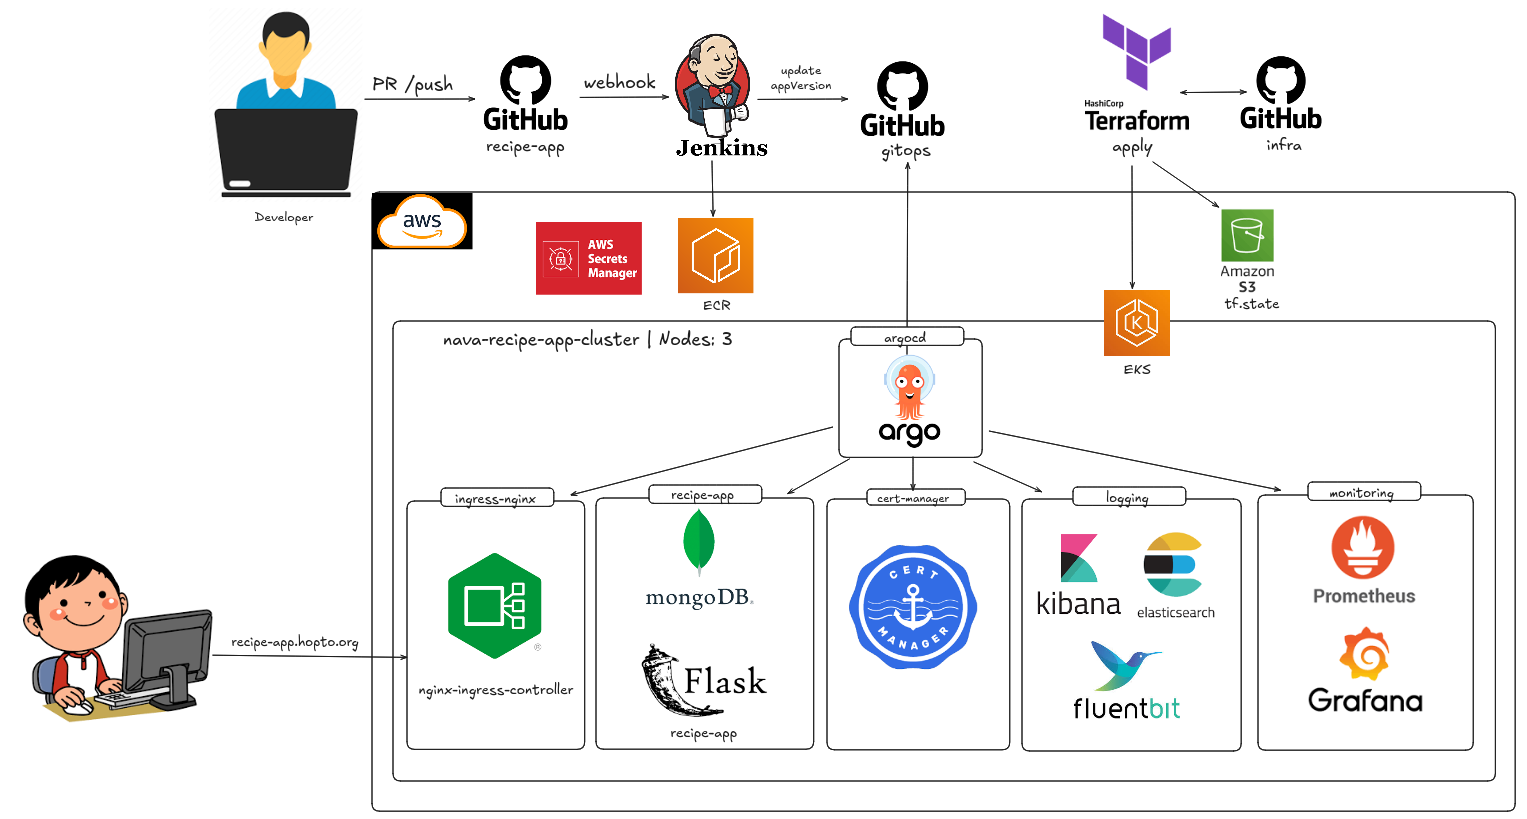 PR /push
GitHub
recipe-app
webhook
Jenkins
update
appVersion
GitHub
gitops
HashiCorp
Terraform
apply
GitHub
infra
Developer
aws
AWS
Secrets
Manager
ECR
Amazon
S3
tf.state
nava-recipe-app-cluster | Nodes: 3
K
EKS
argocd
argo
ingress-nginx
nginx-ingress-controller
®
recipe-app
mongoDB®
Flask
recipe-app
cert-manager
CERT
MANAGER
logging
kibana
elasticsearch
fluentbit
monitoring
Prometheus
Grafana
recipe-app.hopto.org